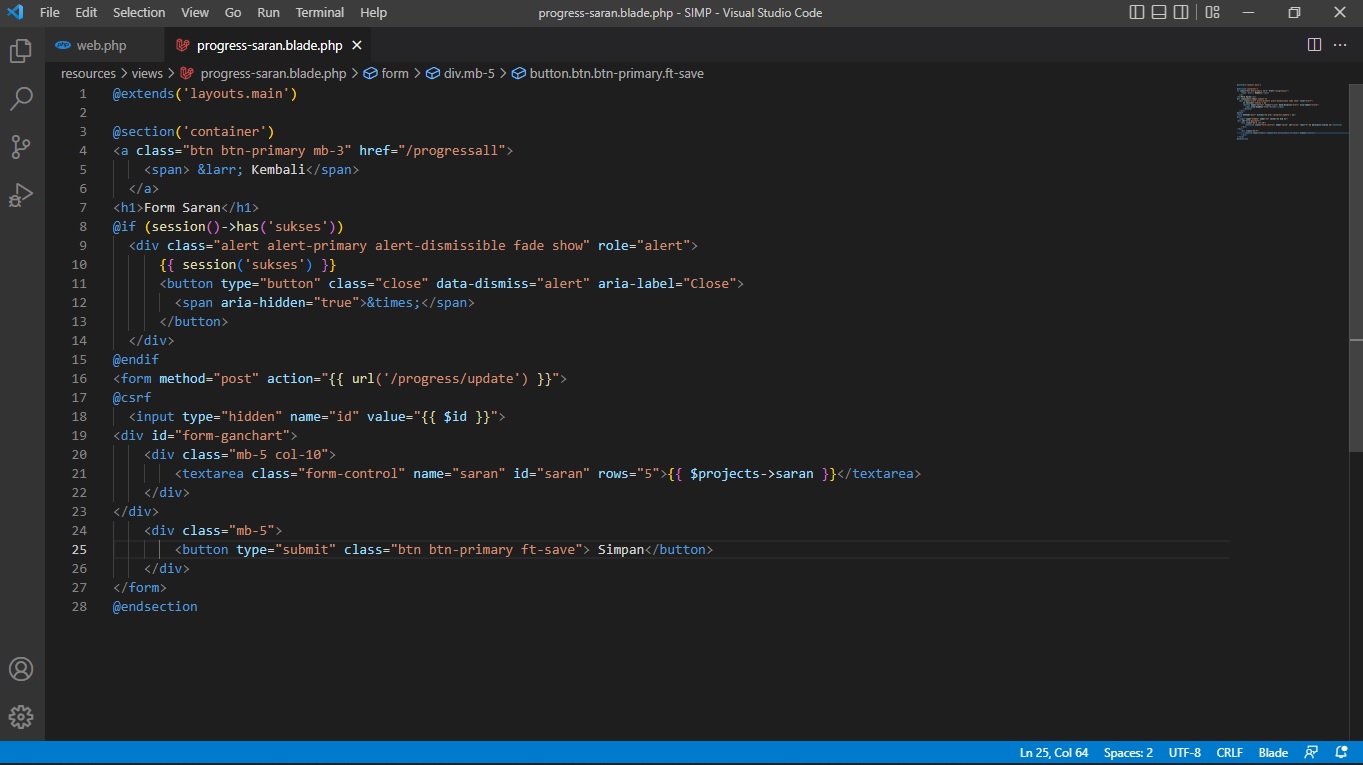 File Edit Selection View Go Run Terminal Help progress-saran.blade.php - SIMP - Visual Studio Code
web.php progress-saran.blade.php
resources > views > progress-saran.blade.php > form > div.mb-5 > button.btn.btn-primary.ft-save
1 @extends('layouts.main')
2
3 @section('container')
4 <a class="btn btn-primary mb-3" href="/progressall">
5 <span> &larr; Kembali</span>
6 </a>
7 <h1>Form Saran</h1>
8 @if (session()->has('sukses'))
9 <div class="alert alert-primary alert-dismissible fade show" role="alert">
10 {{ session('sukses') }}
11 <button type="button" class="close" data-dismiss="alert" aria-label="Close">
12 <span aria-hidden="true">&times;</span>
13 </button>
14 </div>
15 @endif
16 <form method="post" action="{{ url('/progress/update') }}">
17 @csrf
18 <input type="hidden" name="id" value="{{ $id }}">
19 <div id="form-ganchart">
20 <div class="mb-5 col-10">
21 <textarea class="form-control" name="saran" id="saran" rows="5">{{ $projects->saran }}</textarea>
22 </div>
23 </div>
24 <div class="mb-5">
25 <button type="submit" class="btn btn-primary ft-save"> Simpan</button>
26 </div>
27 </form>
28 @endsection
Ln 25, Col 64 Spaces: 2 UTF-8 CRLF Blade